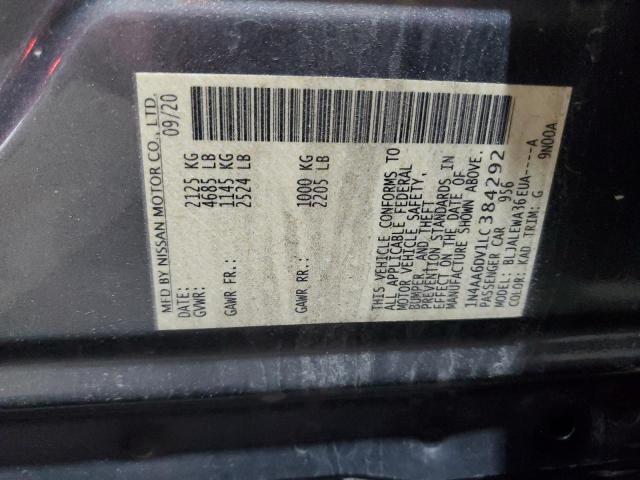 MFD BY NISSAN MOTOR CO., LTD.
DATE: 09/20
GVWR: 2125 KG
4685 LB
GAWR FR.: 1145 KG
2524 LB
GAWR RR.: 1000 KG
2205 LB
THIS VEHICLE CONFORMS TO
ALL APPLICABLE FEDERAL
MOTOR VEHICLE SAFETY,
BUMPER, AND THEFT
PREVENTION STANDARDS IN
EFFECT ON THE DATE OF
MANUFACTURE SHOWN ABOVE.
1N4AA6DV1LC384292
PASSENGER CAR 956
MODEL: BLJALEWA36EUA----A
COLOR: KAD TRIM: G 9N00A